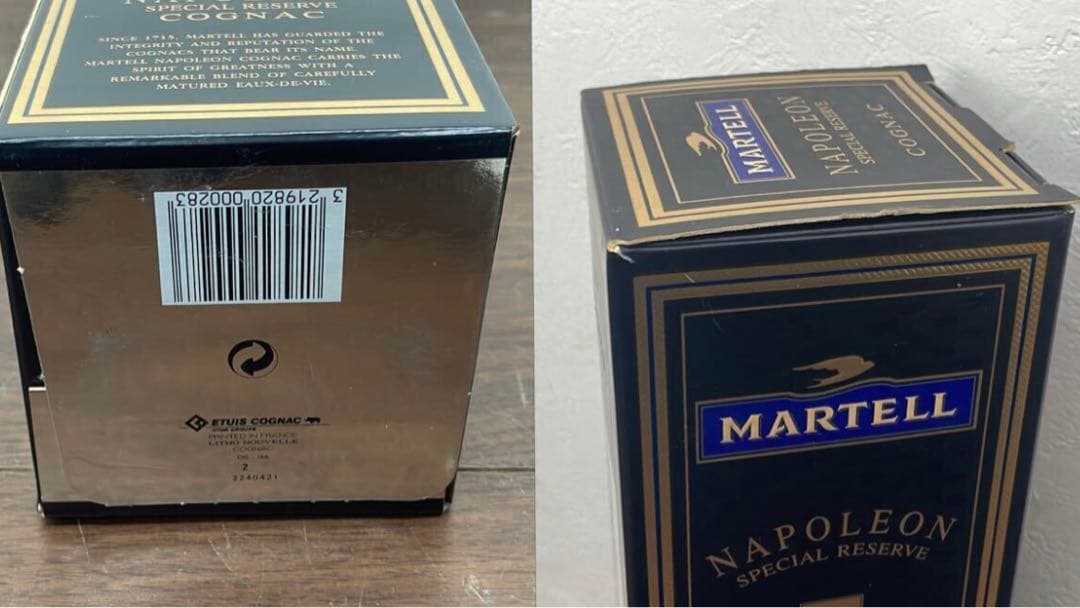 SPECIAL RESERVE
COGNAC
SINCE 1715, MARTELL HAS GUARDED THE
INTEGRITY AND REPUTATION OF THE
COGNACS THAT BEAR ITS NAME.
MARTELL NAPOLEON COGNAC CARRIES THE
SPIRIT OF GREATNESS WITH A
REMARKABLE BLEND OF CAREFULLY
MATURED EAUX-DE-VIE.
3 219820 000283
ETUIS COGNAC
PRINTED IN FRANCE
LITHO NOUVELLE
COGNAC
2
2240421
MARTELL
NAPOLEON
SPECIAL RESERVE
COGNAC
MARTELL
NAPOLEON
SPECIAL RESERVE